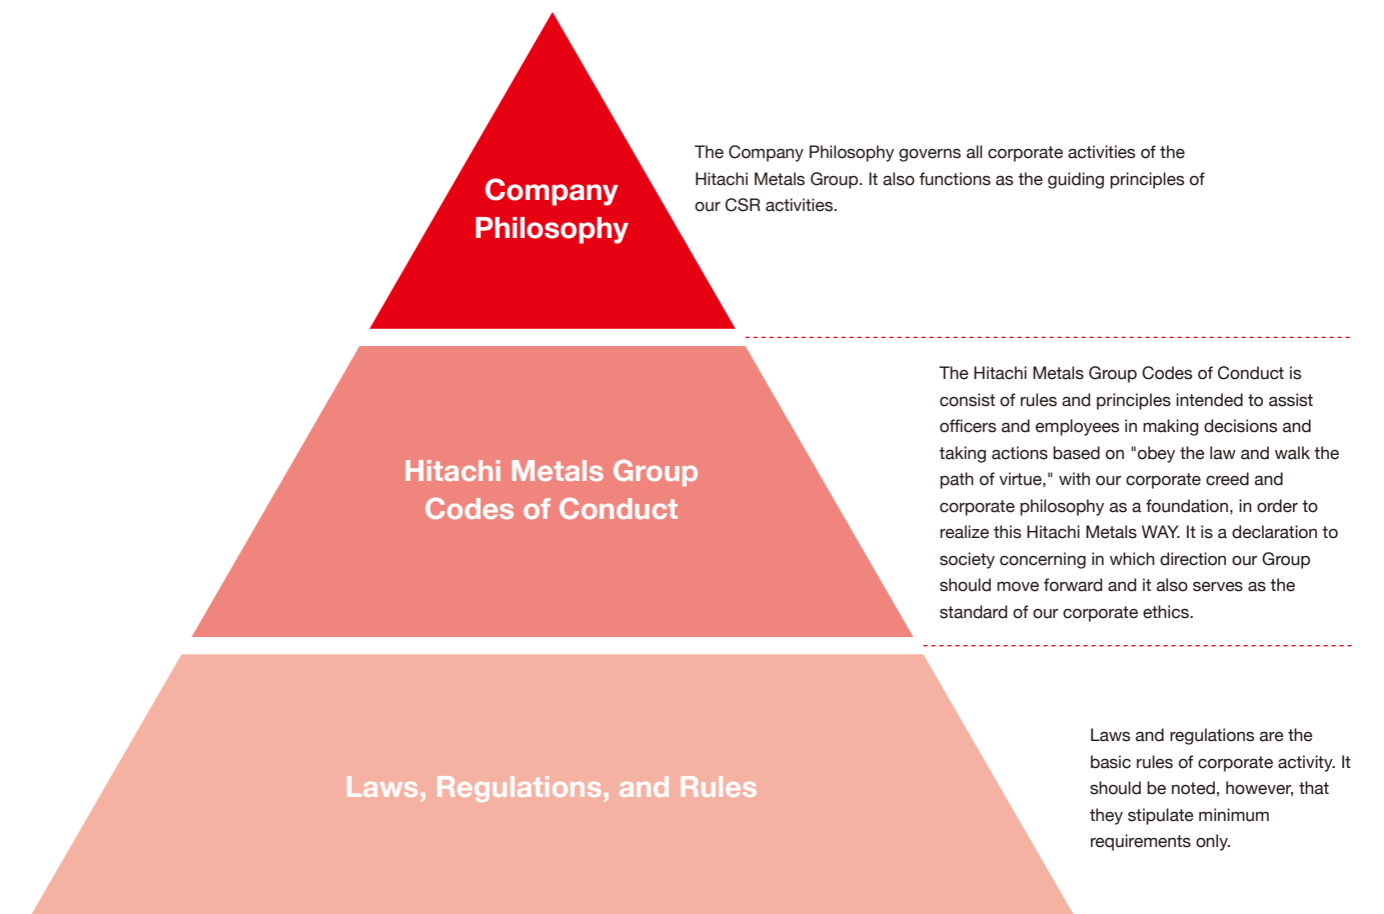 Company
Philosophy
The Company Philosophy governs all corporate activities of the
Hitachi Metals Group. It also functions as the guiding principles of
our CSR activities.
Hitachi Metals Group
Codes of Conduct
The Hitachi Metals Group Codes of Conduct is
consist of rules and principles intended to assist
officers and employees in making decisions and
taking actions based on "obey the law and walk the
path of virtue," with our corporate creed and
corporate philosophy as a foundation, in order to
realize this Hitachi Metals WAY. It is a declaration to
society concerning in which direction our Group
should move forward and it also serves as the
standard of our corporate ethics.
Laws, Regulations, and Rules
Laws and regulations are the
basic rules of corporate activity. It
should be noted, however, that
they stipulate minimum
requirements only.